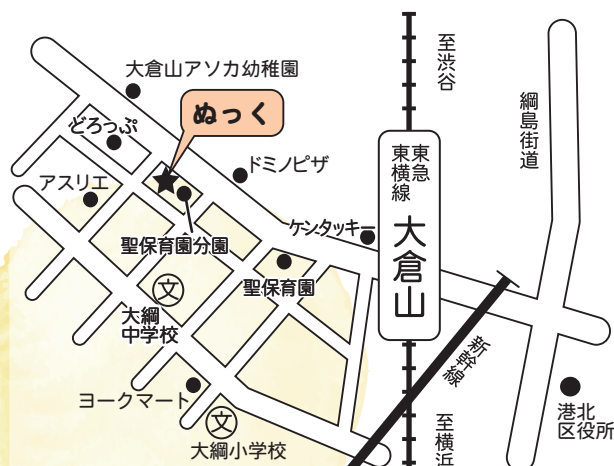 至渋谷
綱島街道
大倉山アソカ幼稚園
ぬっく
どろっぷ
ドミノピザ
東急
東横線
大倉山
アスリエ
ケンタッキー
聖保育園分園
聖保育園
文
大綱
中学校
新幹線
ヨークマート
文
大綱小学校
至横浜
港北
区役所